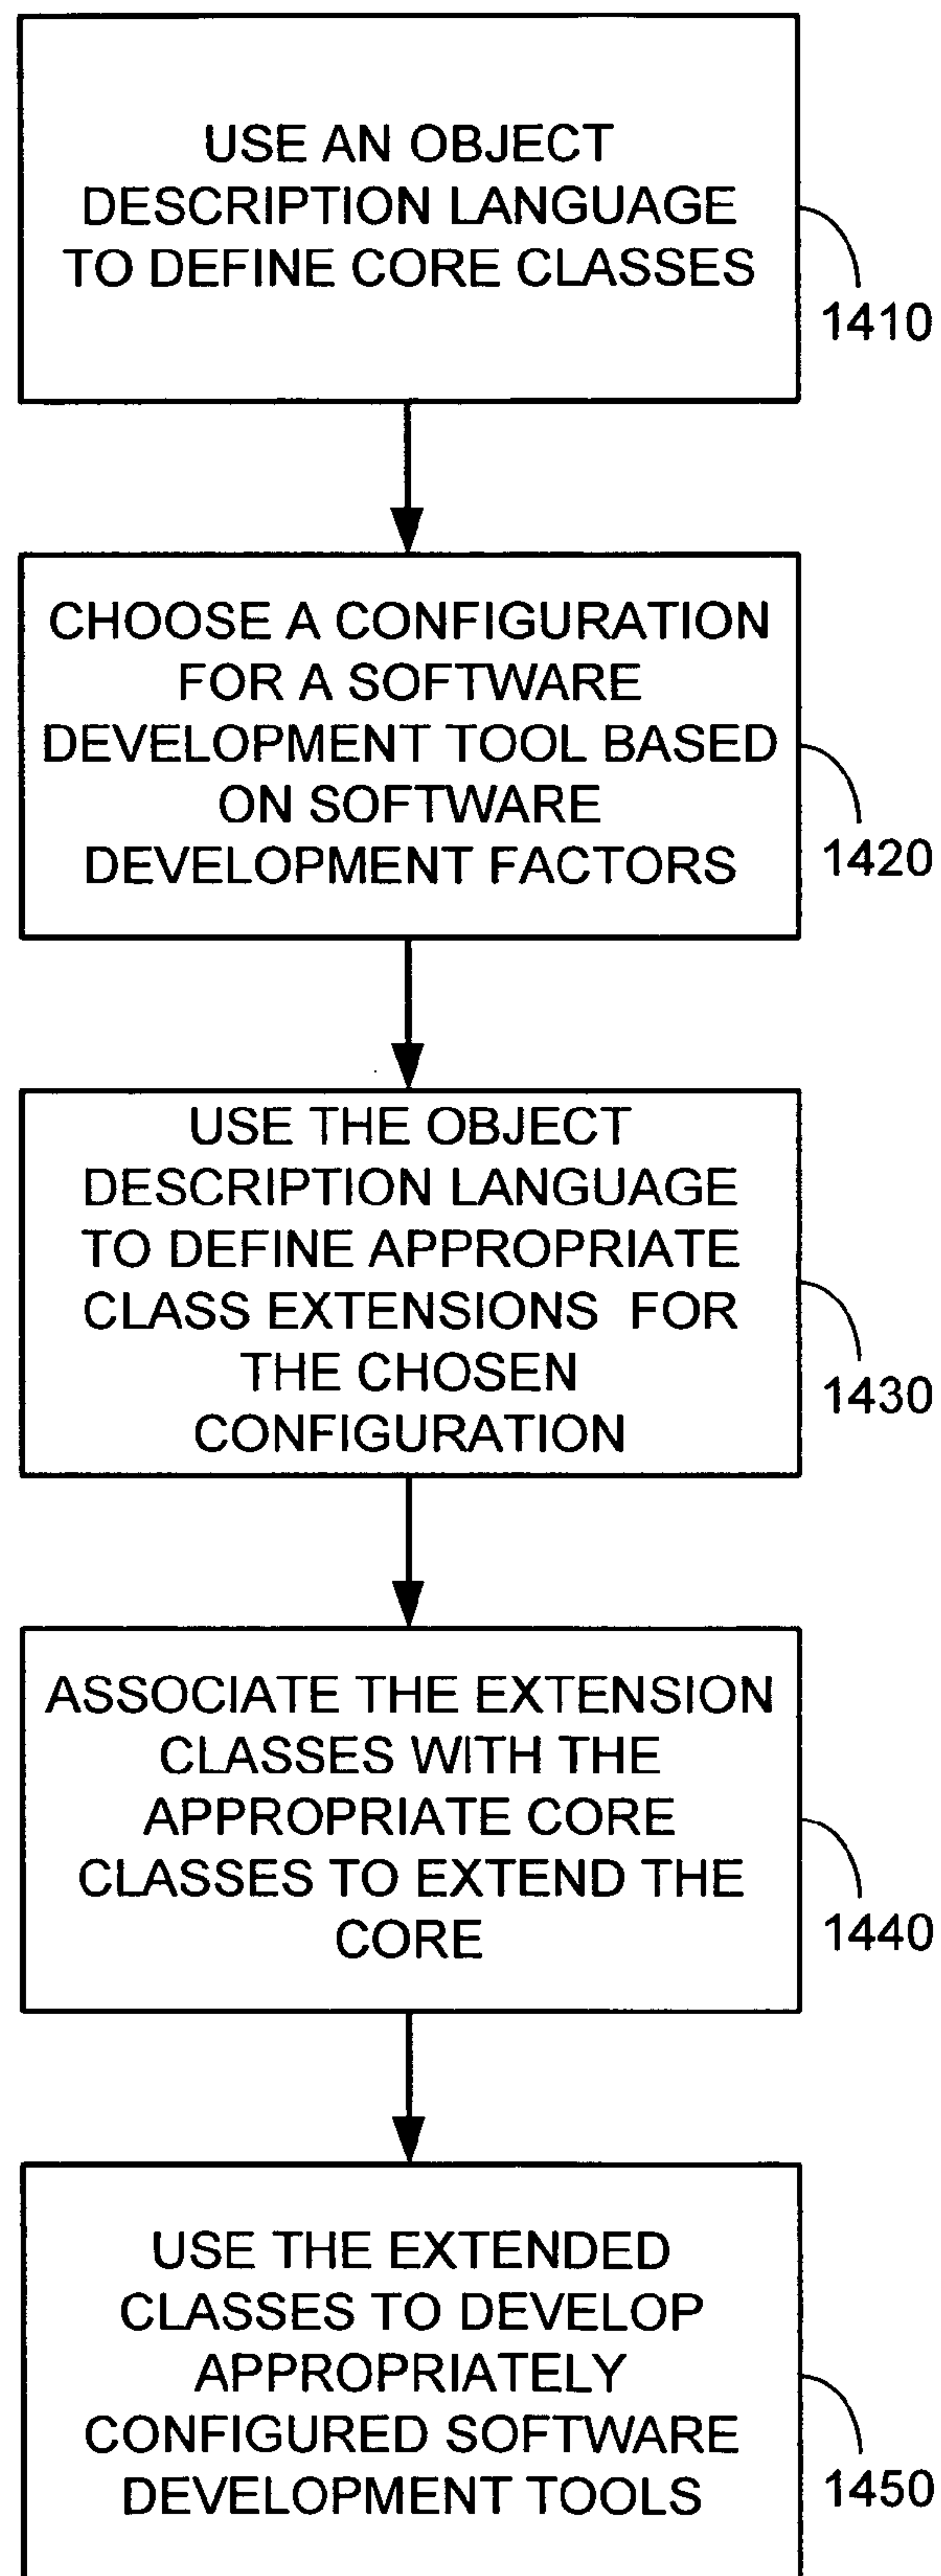 USE AN OBJECT
DESCRIPTION LANGUAGE
TO DEFINE CORE CLASSES
1410
CHOOSE A CONFIGURATION
FOR A SOFTWARE
DEVELOPMENT TOOL BASED
ON SOFTWARE
DEVELOPMENT FACTORS
1420
USE THE OBJECT
DESCRIPTION LANGUAGE
TO DEFINE APPROPRIATE
CLASS EXTENSIONS FOR
THE CHOSEN
CONFIGURATION
1430
ASSOCIATE THE EXTENSION
CLASSES WITH THE
APPROPRIATE CORE
CLASSES TO EXTEND THE
CORE
1440
USE THE EXTENDED
CLASSES TO DEVELOP
APPROPRIATELY
CONFIGURED SOFTWARE
DEVELOPMENT TOOLS
1450